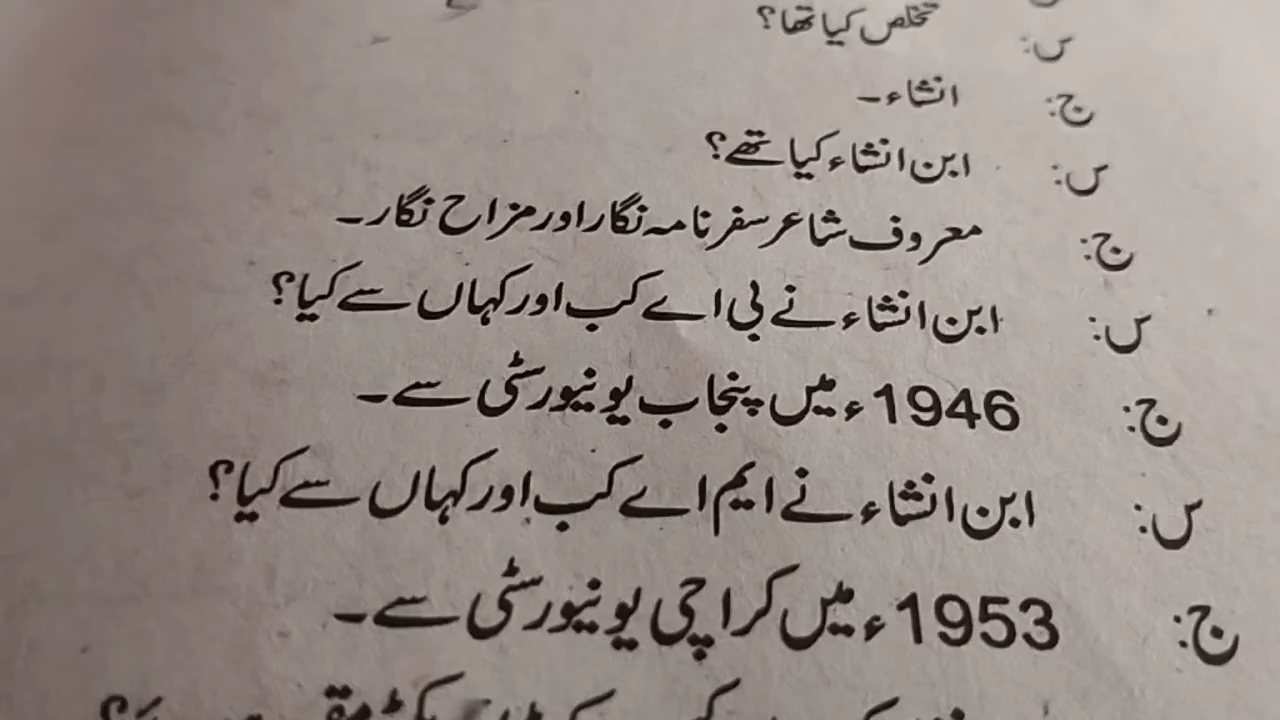 س: تخلص کیا تھا؟
ج: انشاء۔
س: ابن انشاء کیا تھے؟
ج: معروف شاعر سفر نامہ نگار اور مزاح نگار۔
س: ابن انشاء نے بی اے کب اور کہاں سے کیا؟
ج: 1946ء میں پنجاب یونیورسٹی سے۔
س: ابن انشاء نے ایم اے کب اور کہاں سے کیا؟
ج: 1953ء میں کراچی یونیورسٹی سے۔